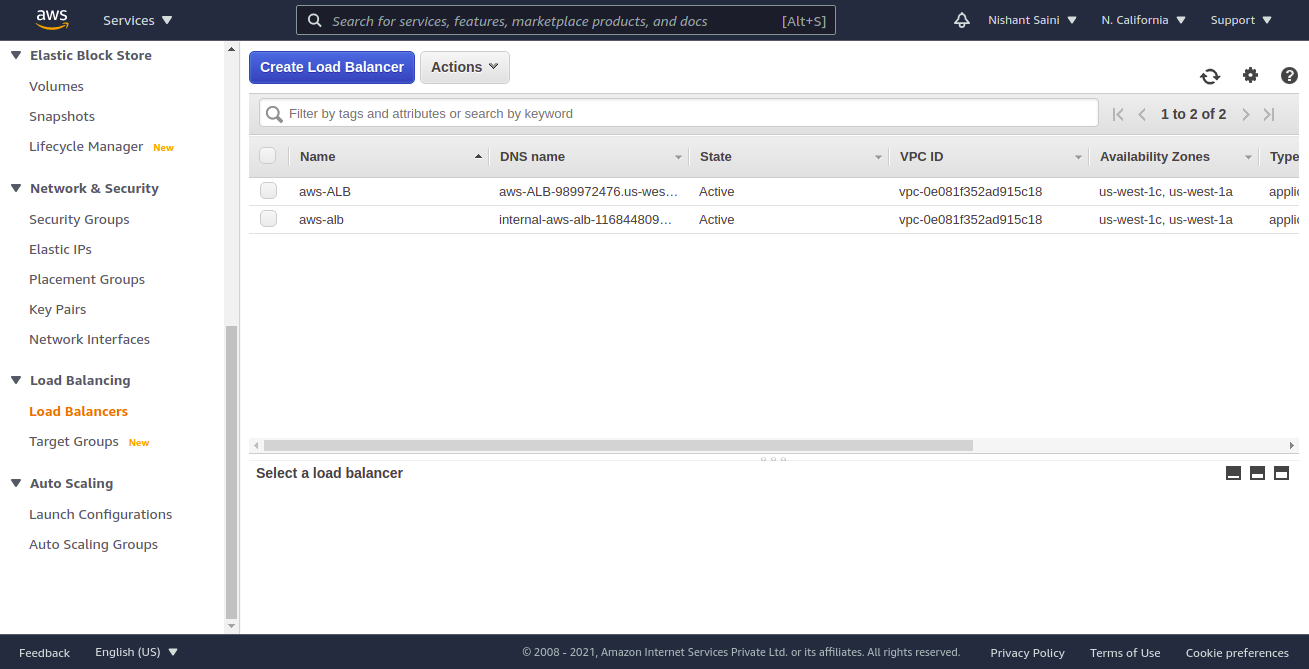 aws Services Search for services, features, marketplace products, and docs [Alt+S] Nishant Saini N. California Support
Elastic Block Store
Volumes
Snapshots
Lifecycle Manager New
Network & Security
Security Groups
Elastic IPs
Placement Groups
Key Pairs
Network Interfaces
Load Balancing
Load Balancers
Target Groups New
Auto Scaling
Launch Configurations
Auto Scaling Groups
Create Load Balancer Actions
Filter by tags and attributes or search by keyword 1 to 2 of 2
Name DNS name State VPC ID Availability Zones Type
aws-ALB aws-ALB-989972476.us-wes... Active vpc-0e081f352ad915c18 us-west-1c, us-west-1a applic
aws-alb internal-aws-alb-116844809... Active vpc-0e081f352ad915c18 us-west-1c, us-west-1a applic
Select a load balancer
Feedback English (US) © 2008 - 2021, Amazon Internet Services Private Ltd. or its affiliates. All rights reserved. Privacy Policy Terms of Use Cookie preferences